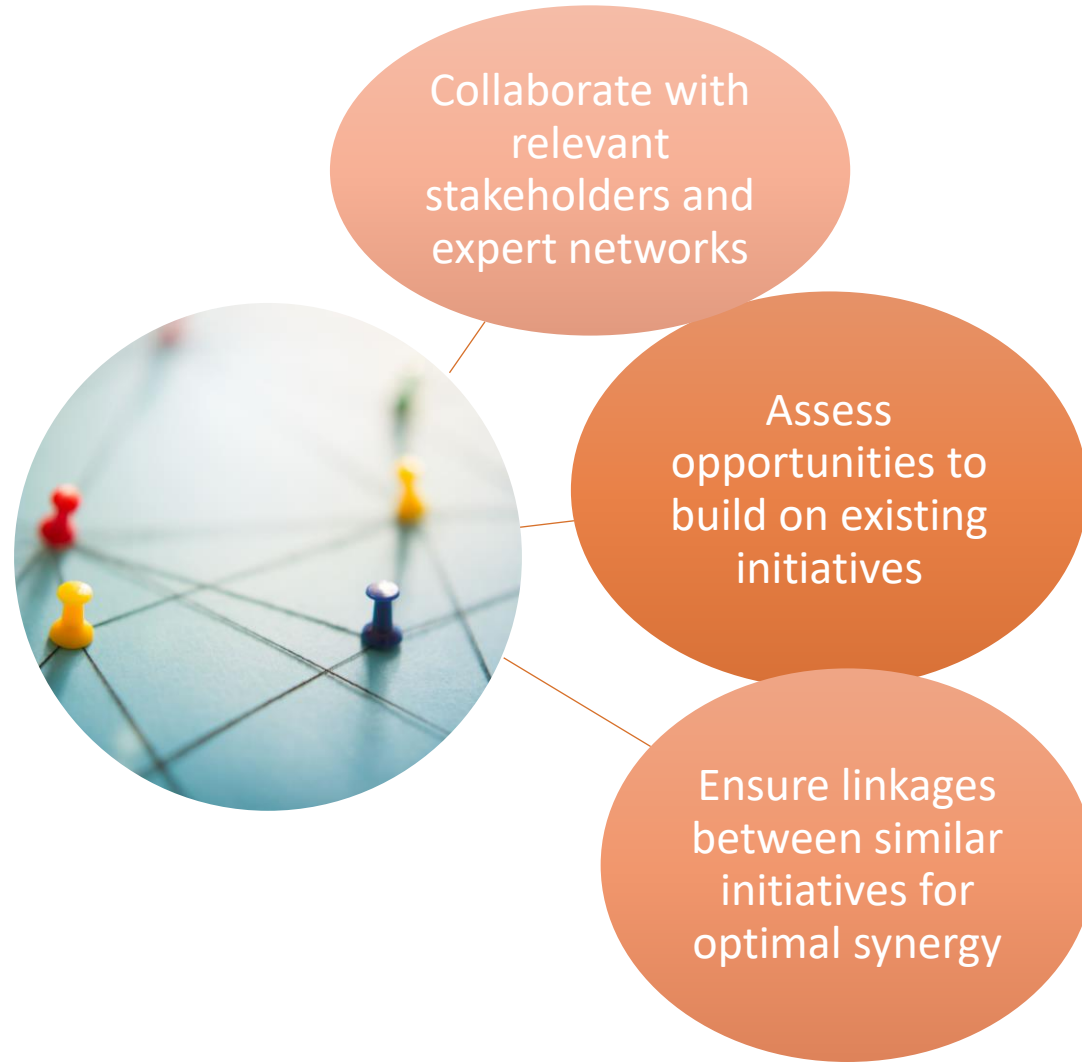 Collaborate with
relevant
stakeholders and
expert networks
Assess
opportunities to
build on existing
initiatives
Ensure linkages
between similar
initiatives for
optimal synergy